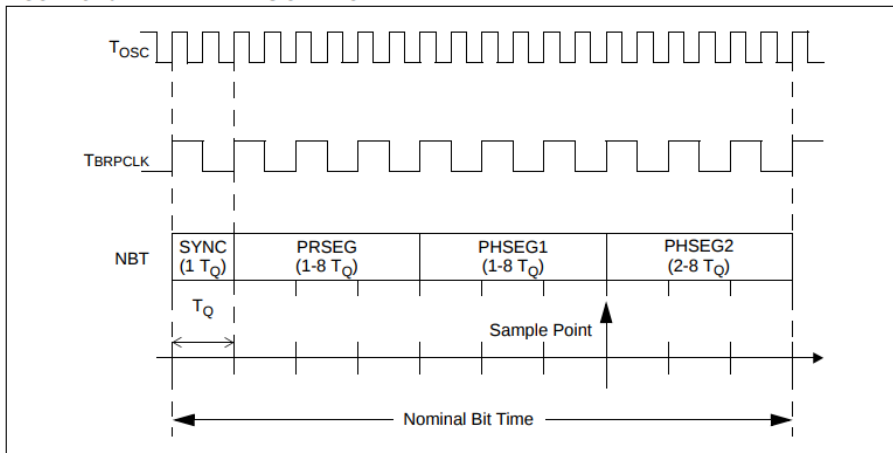 TOSC
TBRPCLK
NBT
SYNC
(1 TQ)
PRSEG
(1-8 TQ)
PHSEG1
(1-8 TQ)
PHSEG2
(2-8 TQ)
TQ
Sample Point
Nominal Bit Time